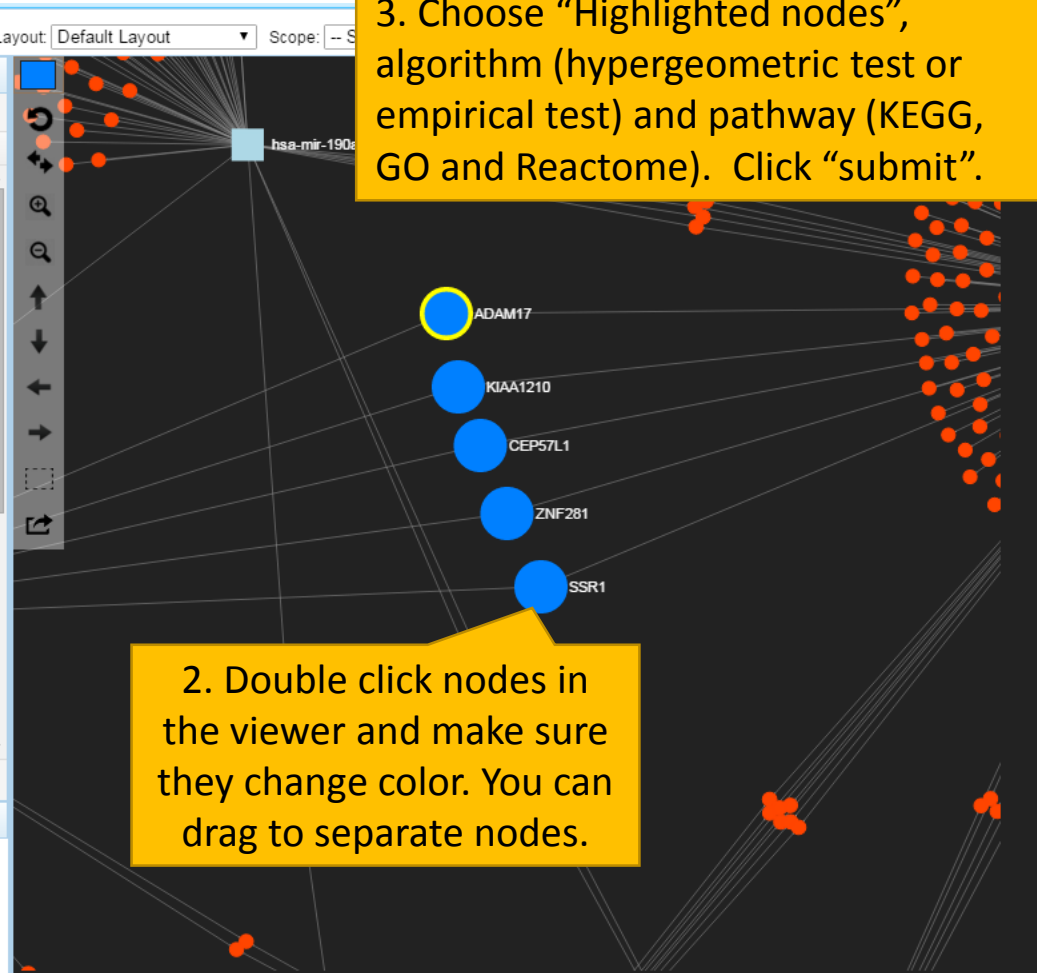 ayout: Default Layout Scope: -- S
3. Choose “Highlighted nodes”,
algorithm (hypergeometric test or
empirical test) and pathway (KEGG,
GO and Reactome). Click “submit”.
hsa-mir-190a
ADAM17
KIAA1210
CEP57L1
ZNF281
SSR1
2. Double click nodes in
the viewer and make sure
they change color. You can
drag to separate nodes.